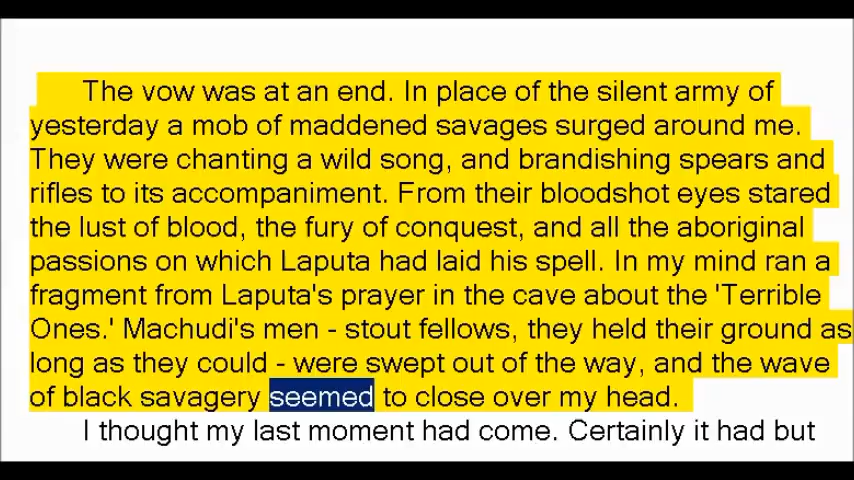 The vow was at an end. In place of the silent army of
yesterday a mob of maddened savages surged around me.
They were chanting a wild song, and brandishing spears and
rifles to its accompaniment. From their bloodshot eyes stared
the lust of blood, the fury of conquest, and all the aboriginal
passions on which Laputa had laid his spell. In my mind ran a
fragment from Laputa's prayer in the cave about the 'Terrible
Ones.' Machudi's men - stout fellows, they held their ground as
long as they could - were swept out of the way, and the wave
of black savagery seemed to close over my head.
I thought my last moment had come. Certainly it had but